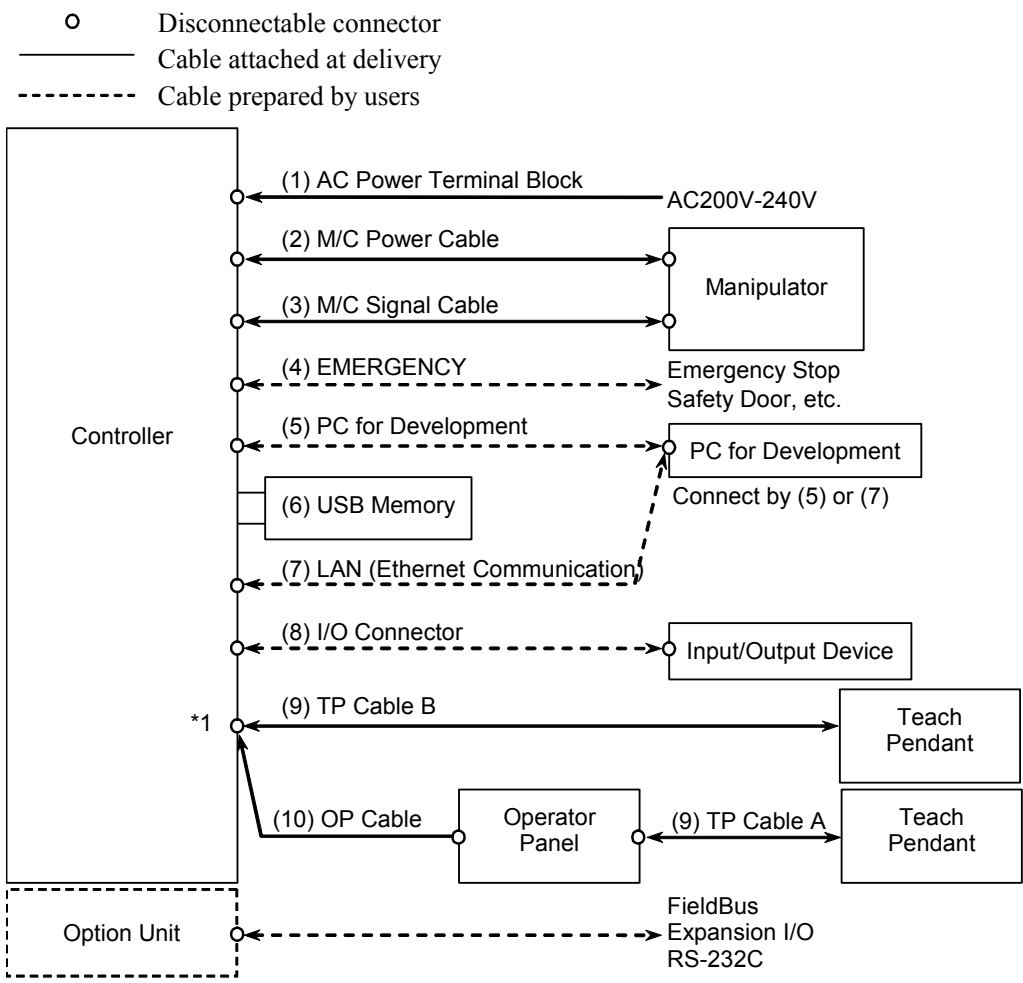 Disconnectable connector
Cable attached at delivery
Cable prepared by users
(1) AC Power Terminal Block
AC200V-240V
(2) M/C Power Cable
Manipulator
(3) M/C Signal Cable
(4) EMERGENCY
Emergency Stop
Safety Door, etc.
Controller
(5) PC for Development
PC for Development
Connect by (5) or (7)
(6) USB Memory
(7) LAN (Ethernet Communication)
(8) I/O Connector
Input/Output Device
*1
(9) TP Cable B
Teach
Pendant
(10) OP Cable
Operator
Panel
(9) TP Cable A
Teach
Pendant
Option Unit
FieldBus
Expansion I/O
RS-232C